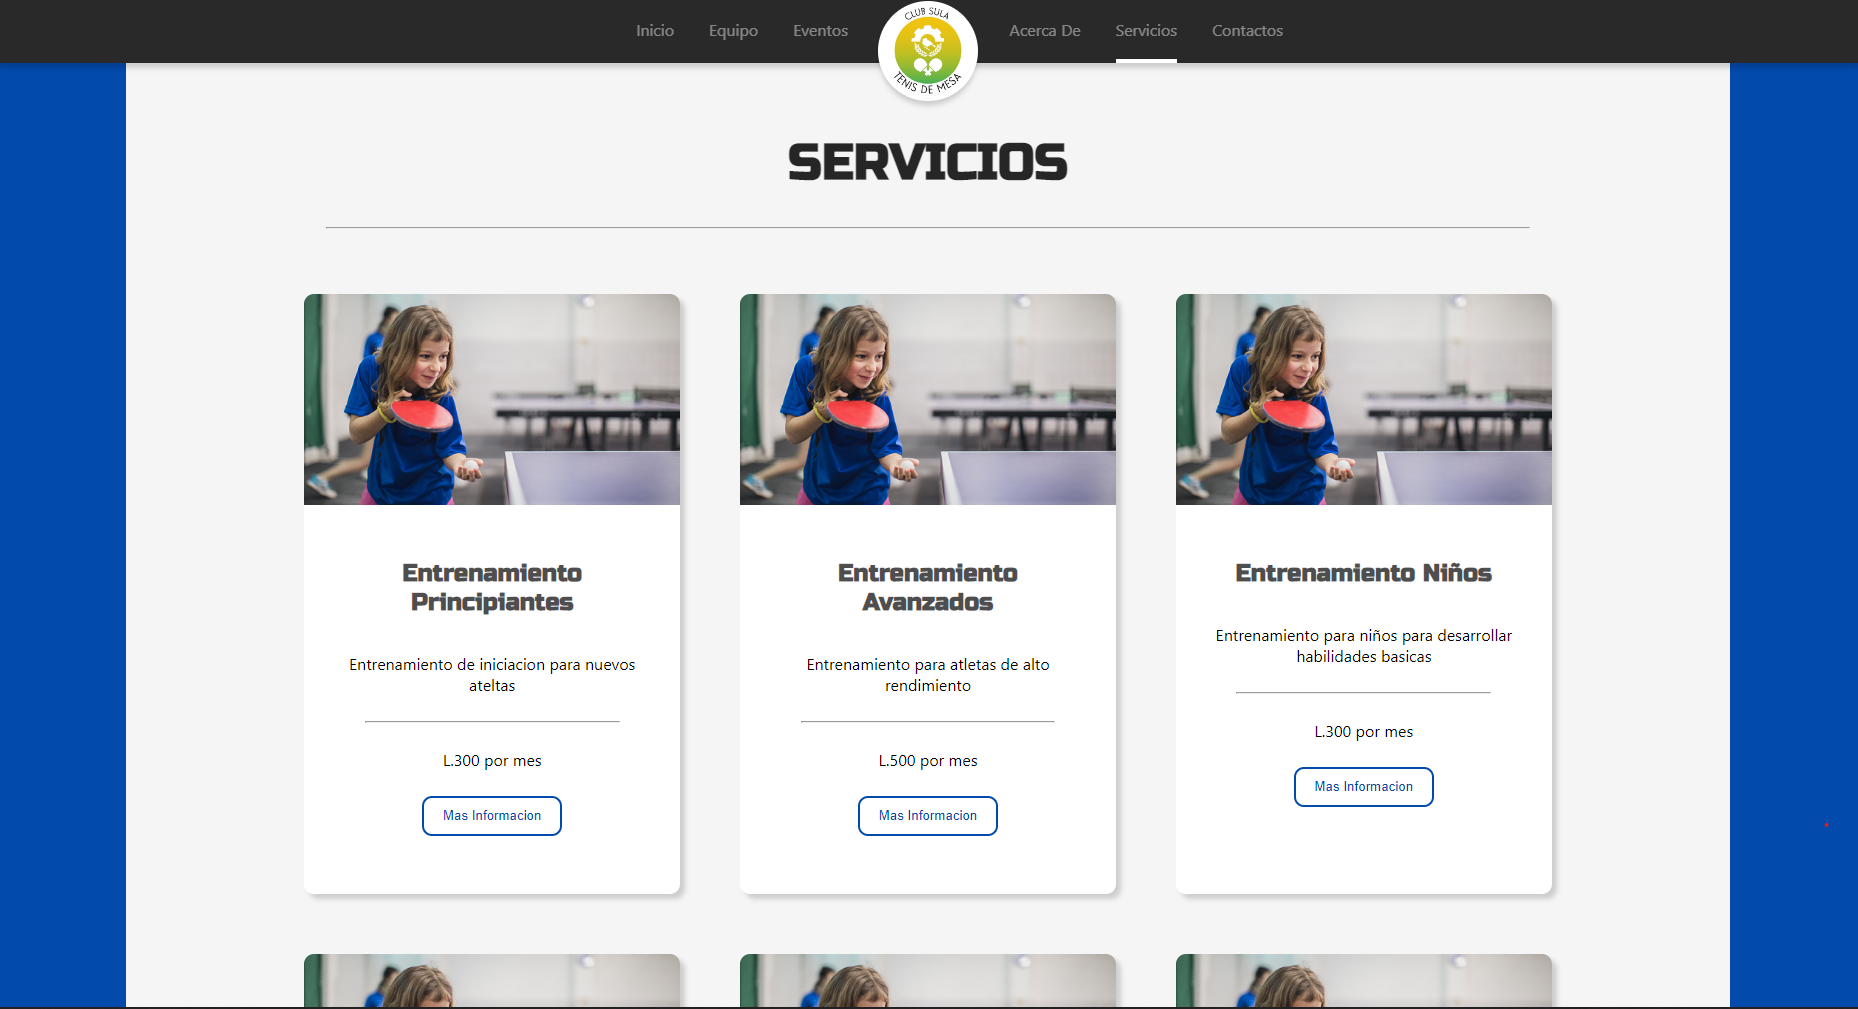 Inicio Equipo Eventos
CLUB SULA
TENIS DE MESA
Acerca De Servicios Contactos
SERVICIOS
Entrenamiento
Principiantes
Entrenamiento de iniciacion para nuevos
ateltas
L.300 por mes
Mas Informacion
Entrenamiento
Avanzados
Entrenamiento para atletas de alto
rendimiento
L.500 por mes
Mas Informacion
Entrenamiento Niños
Entrenamiento para niños para desarrollar
habilidades basicas
L.300 por mes
Mas Informacion